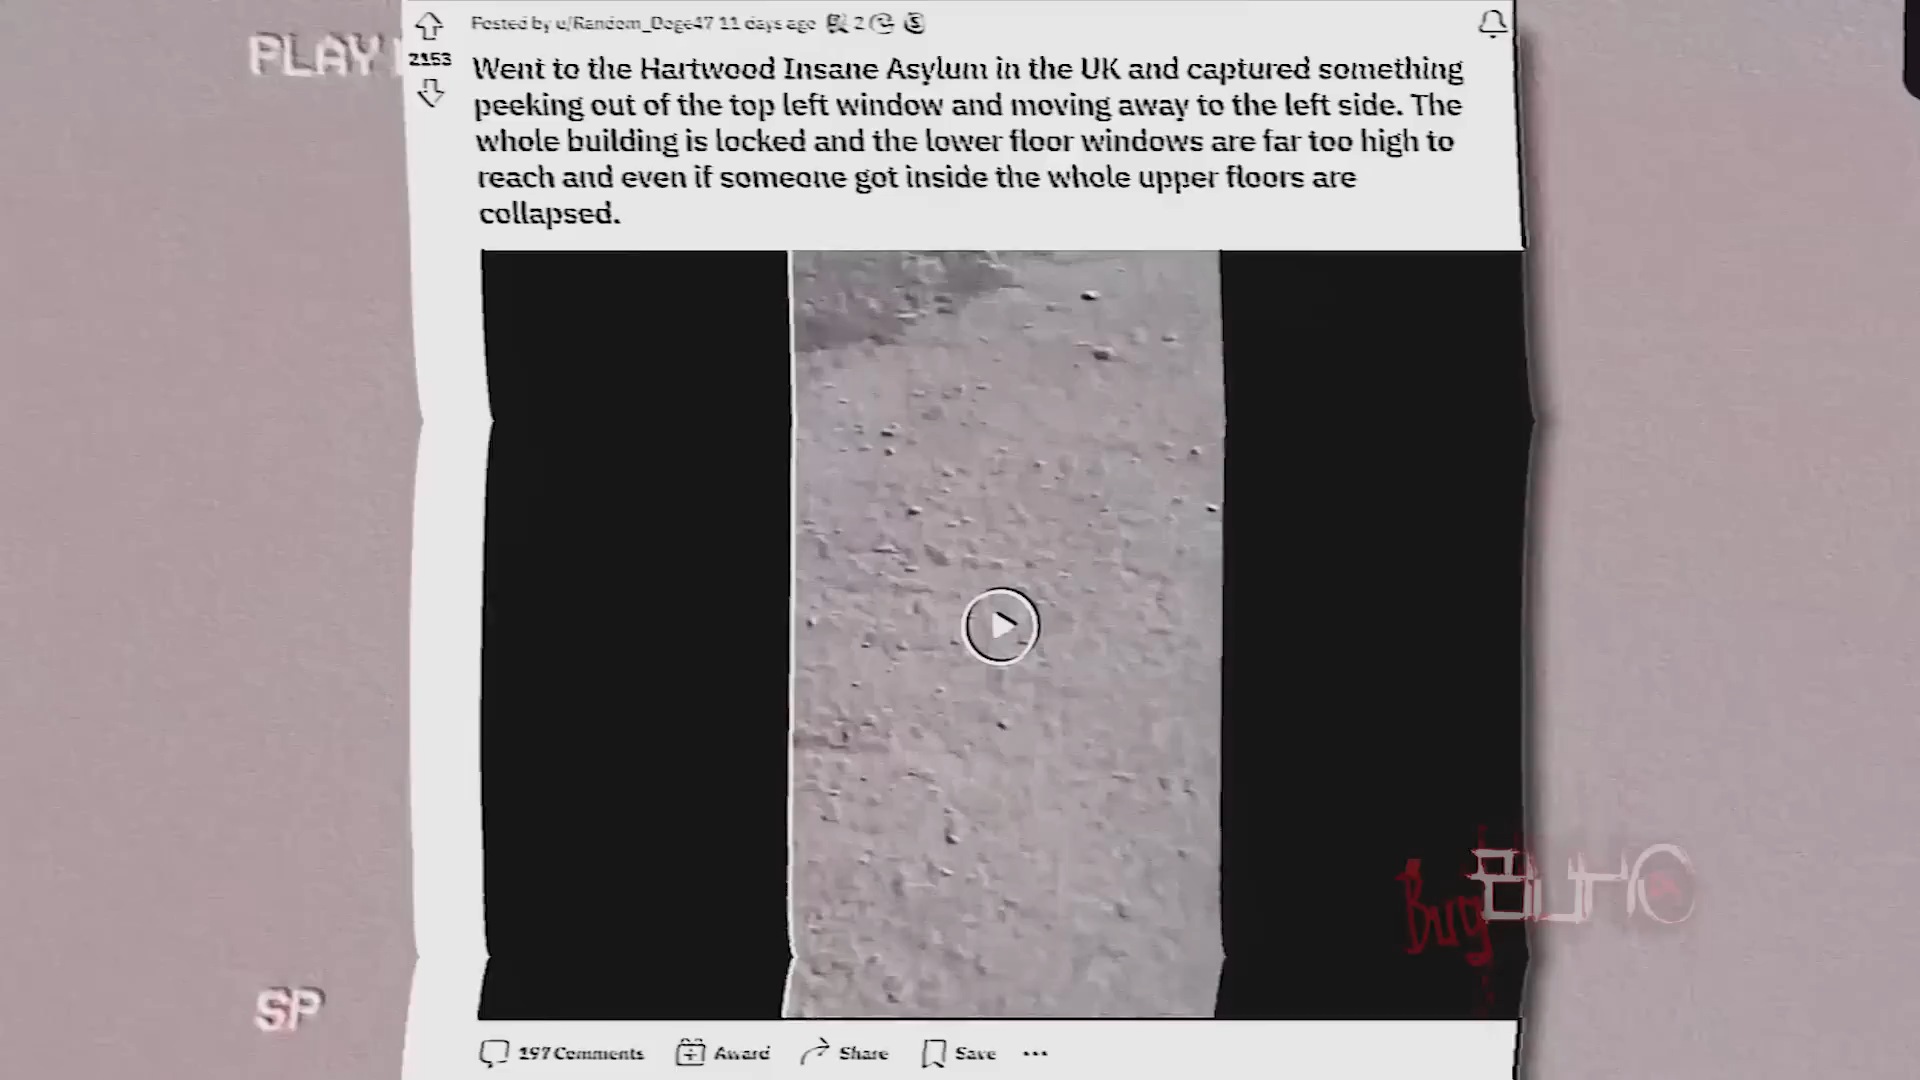 PLAY
Posted by u/Random_Doge47 11 days ago 2
2153
Went to the Hartwood Insane Asylum in the UK and captured something
peeking out of the top left window and moving away to the left side. The
whole building is locked and the lower floor windows are far too high to
reach and even if someone got inside the whole upper floors are
collapsed.
Bug
SP
197 Comments Award Share Save